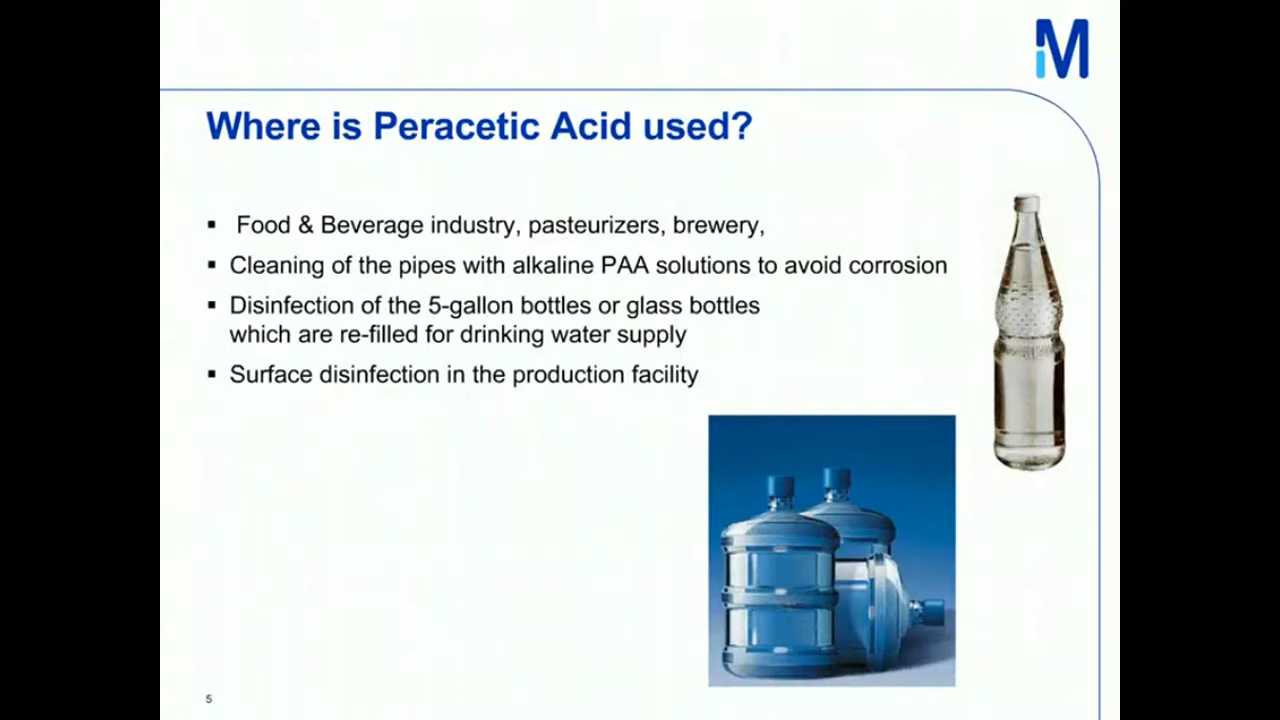 M
Where is Peracetic Acid used?
▪ Food & Beverage industry, pasteurizers, brewery,
▪ Cleaning of the pipes with alkaline PAA solutions to avoid corrosion
▪ Disinfection of the 5-gallon bottles or glass bottles
which are re-filled for drinking water supply
▪ Surface disinfection in the production facility
5